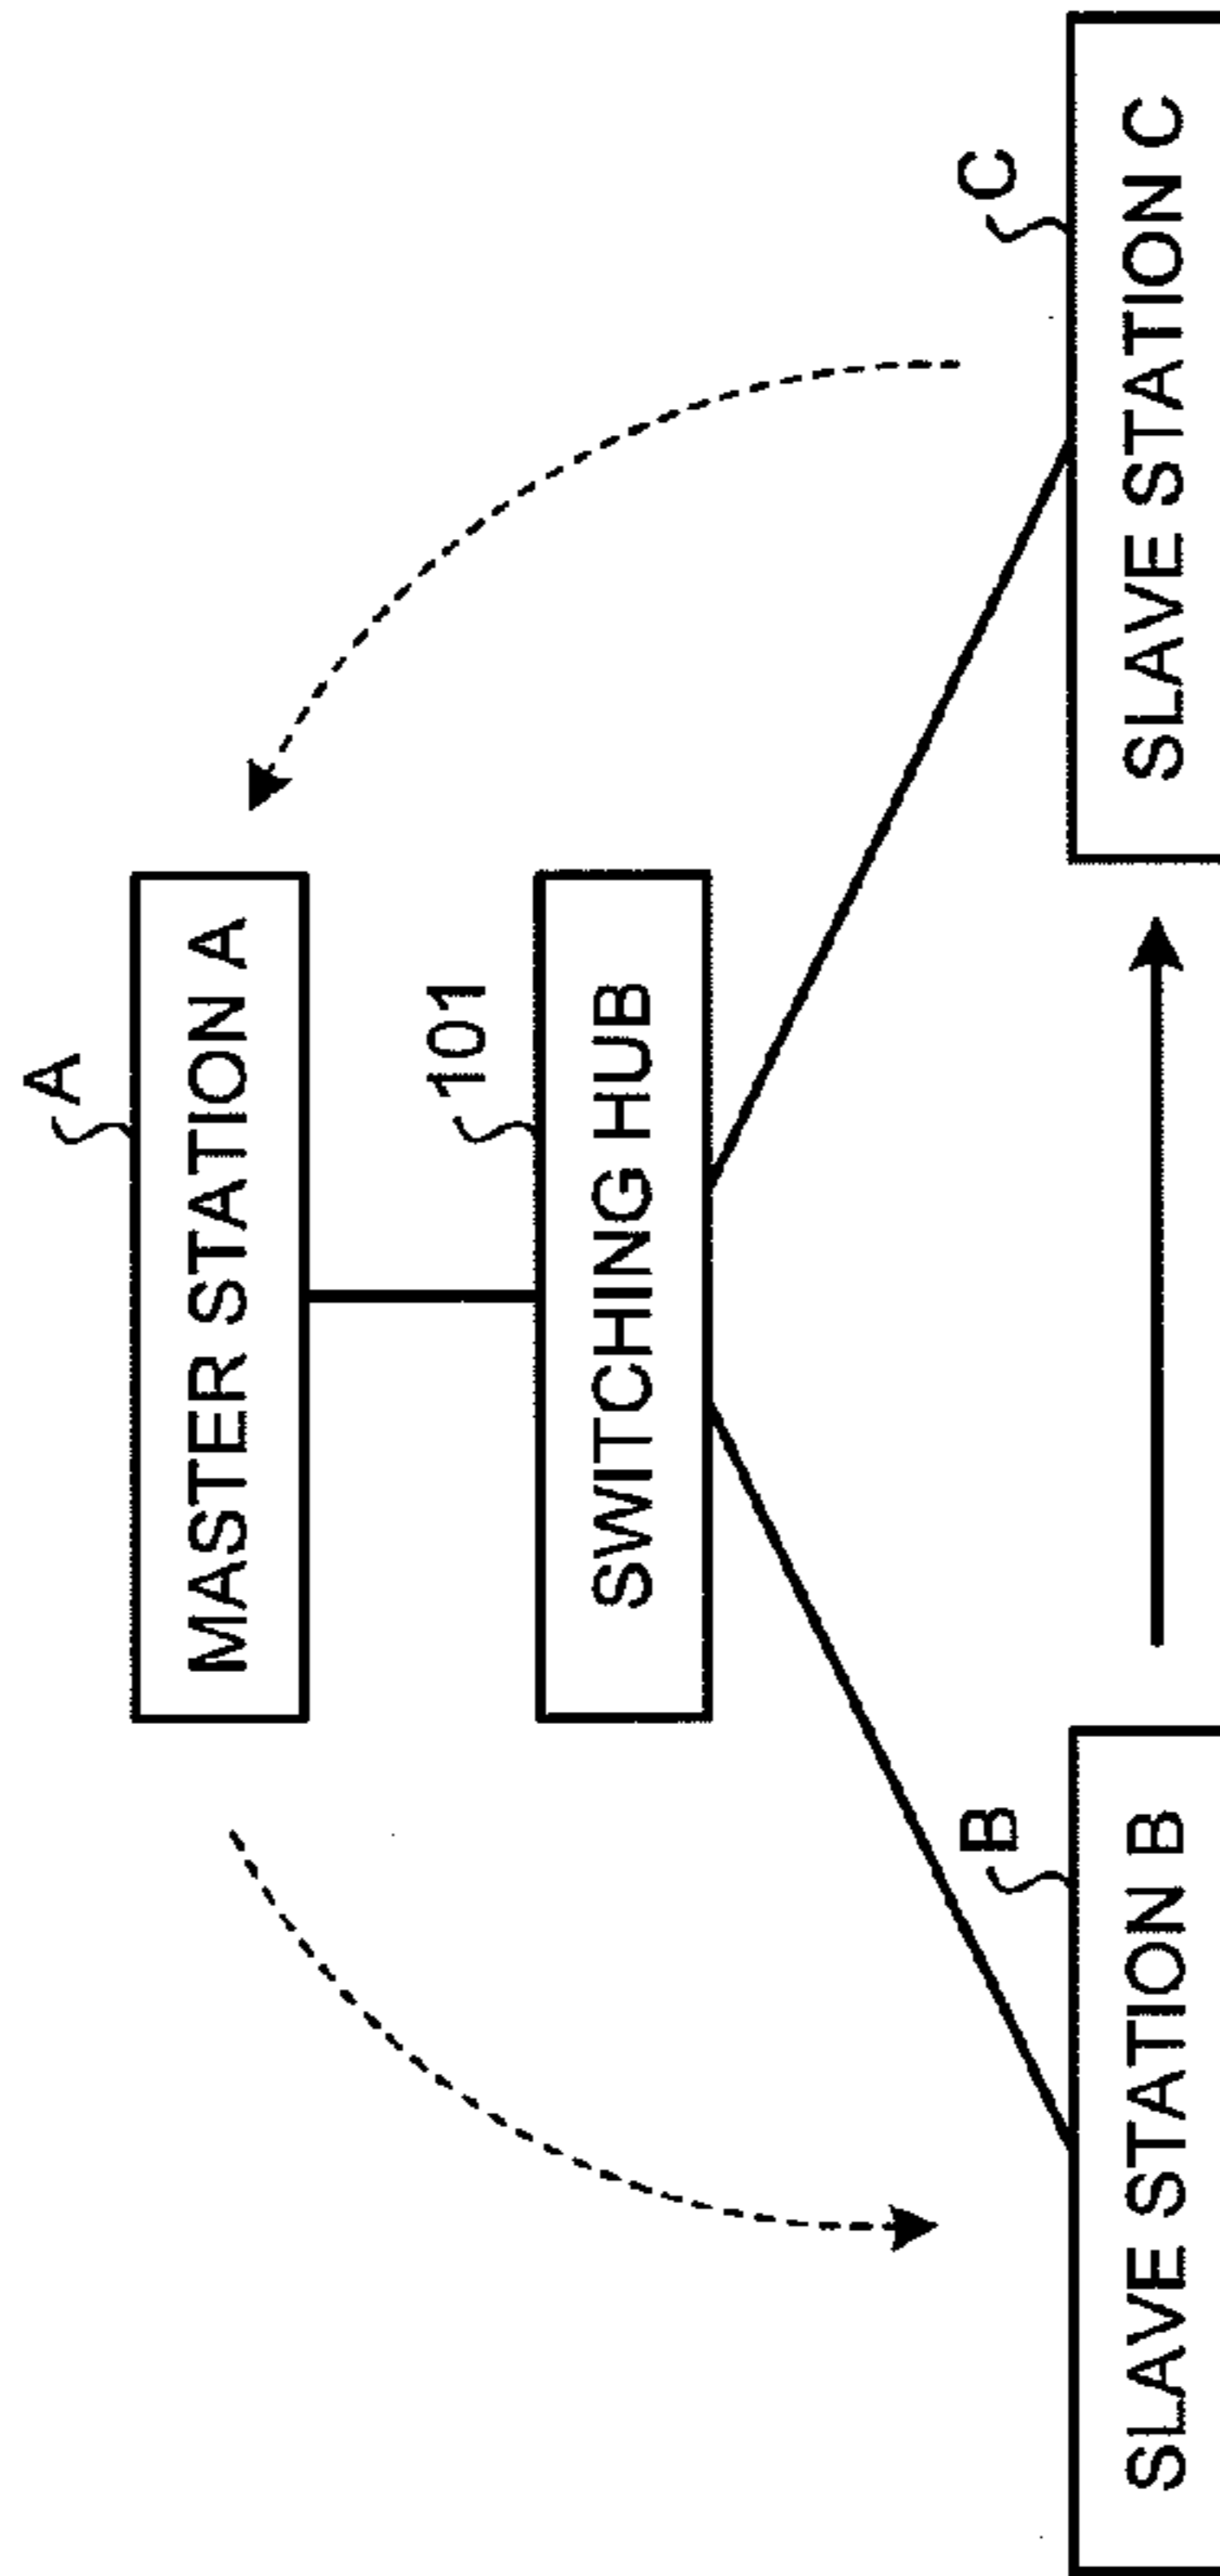 A
MASTER STATION A
101
SWITCHING HUB
B
SLAVE STATION B
C
SLAVE STATION C